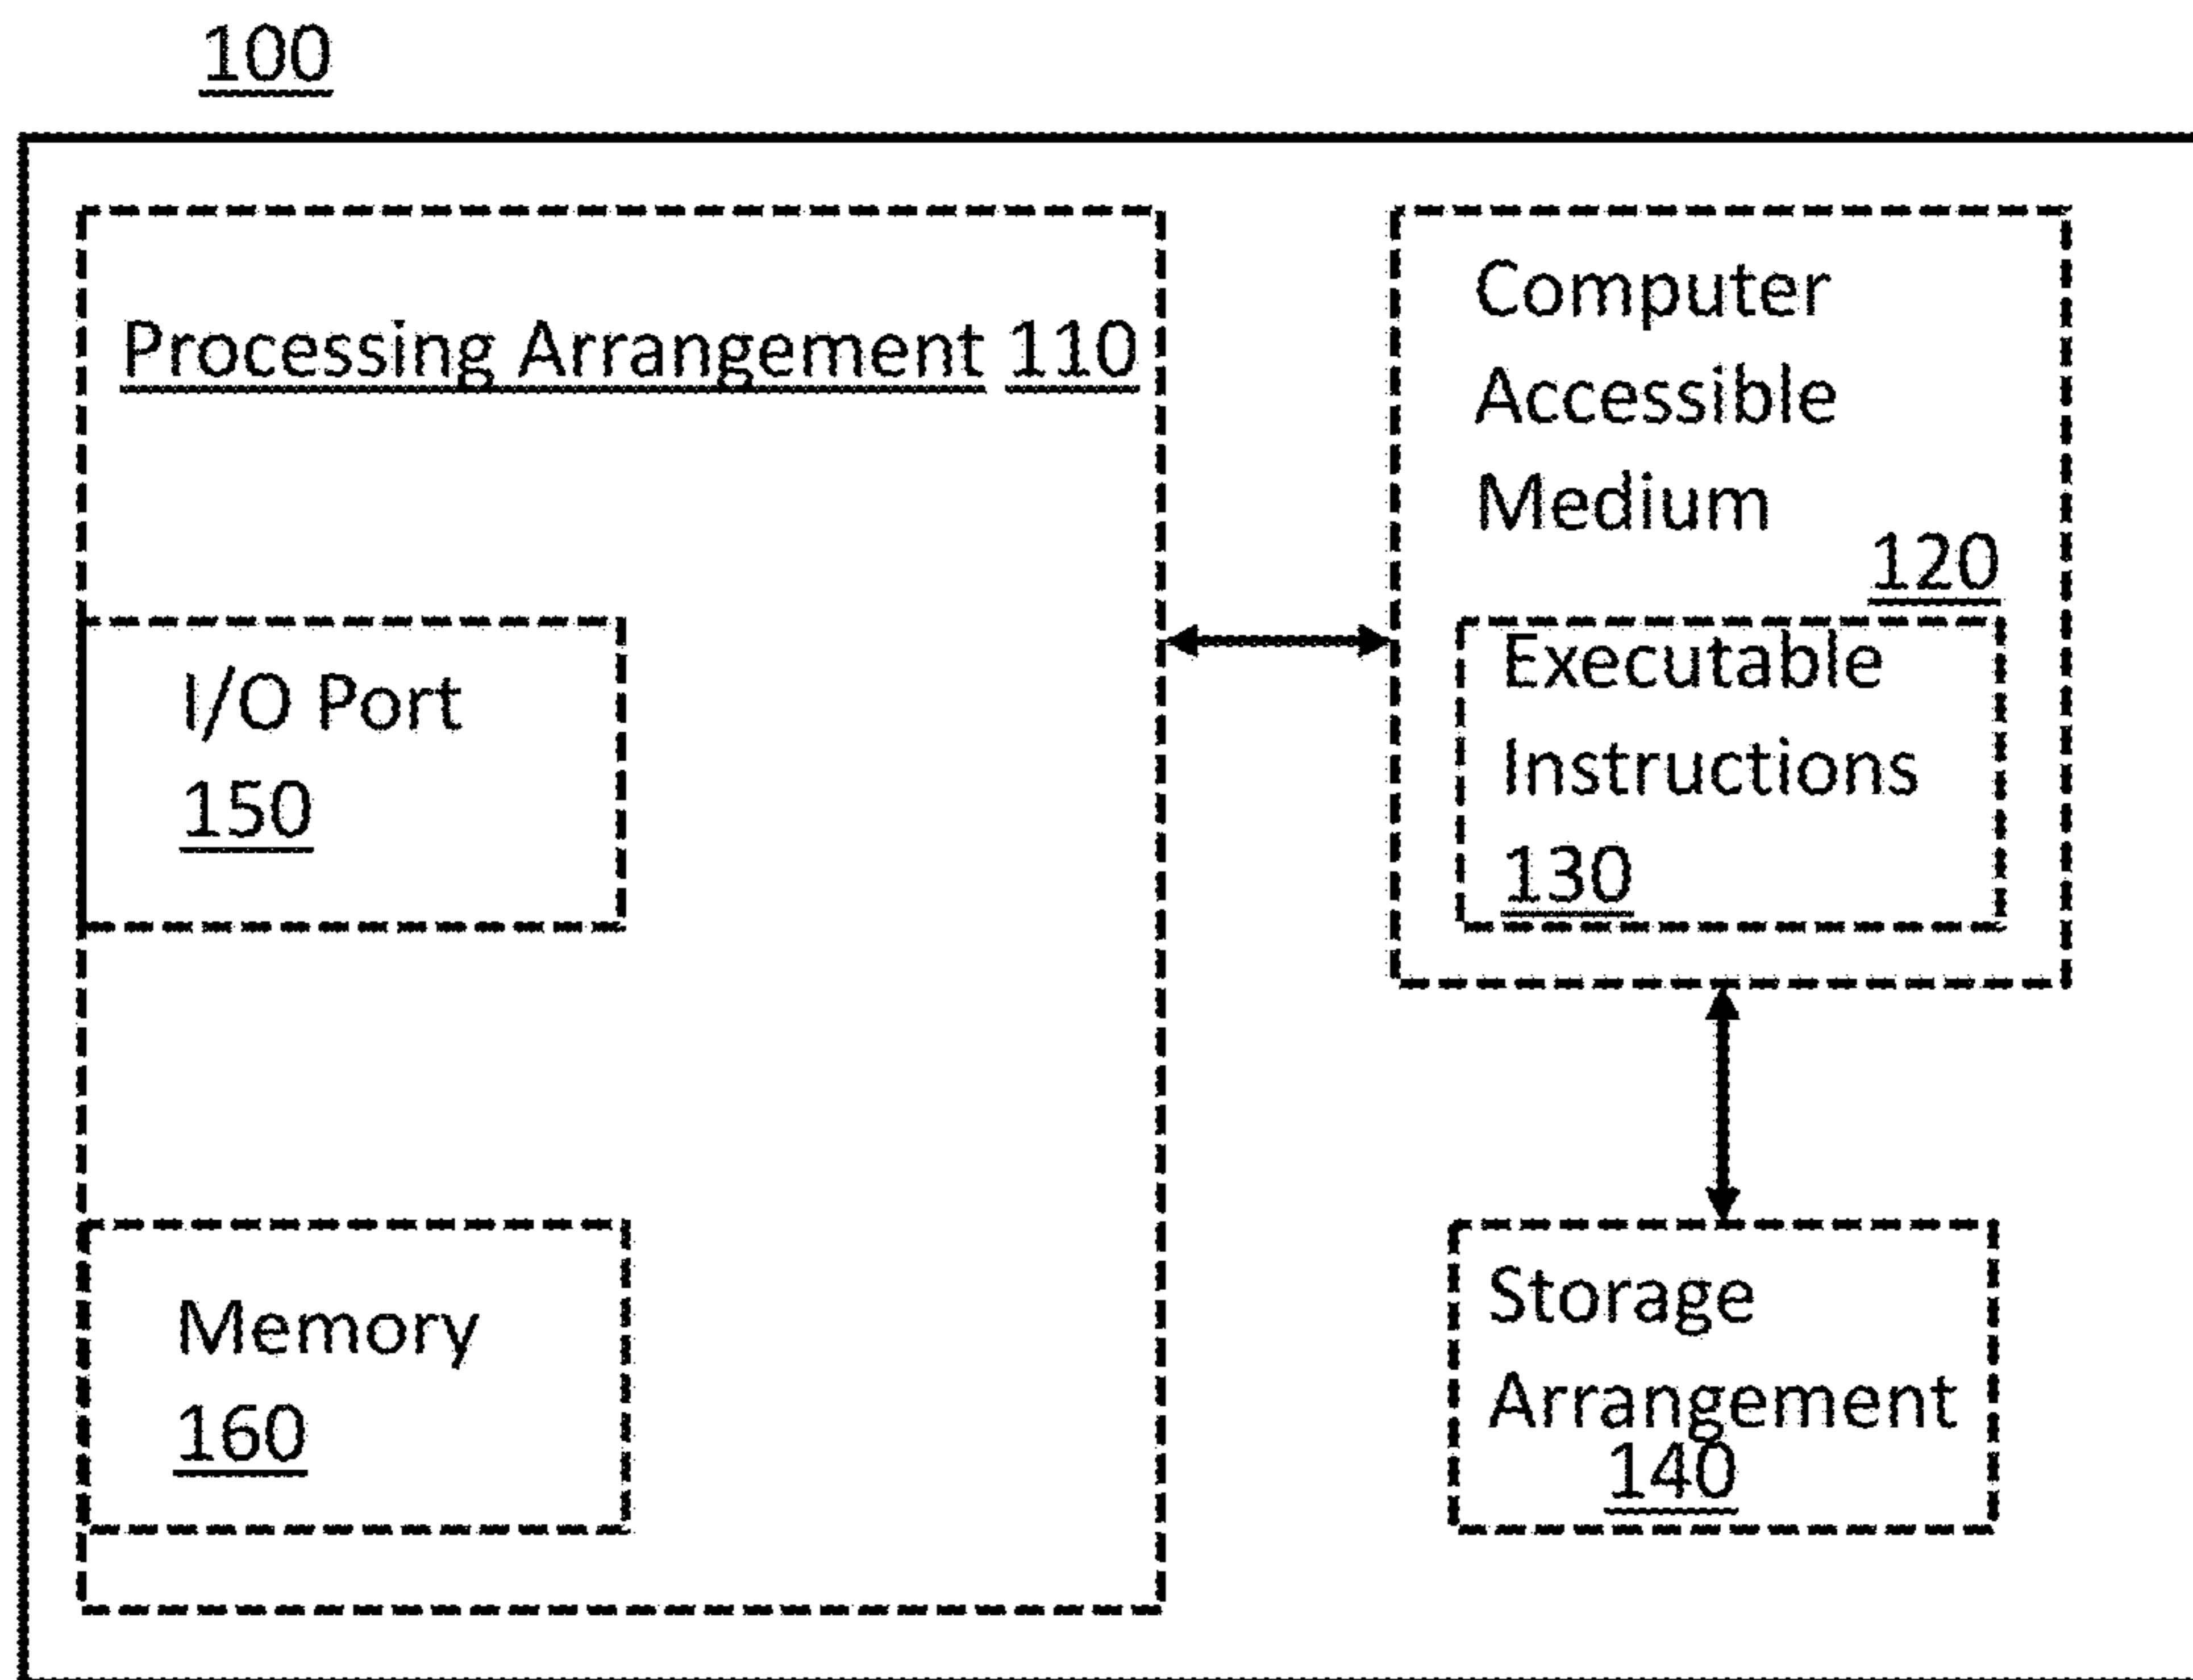 100
Processing Arrangement 110
I/O Port
150
Memory
160
Computer
Accessible
Medium
120
Executable
Instructions
130
Storage
Arrangement
140